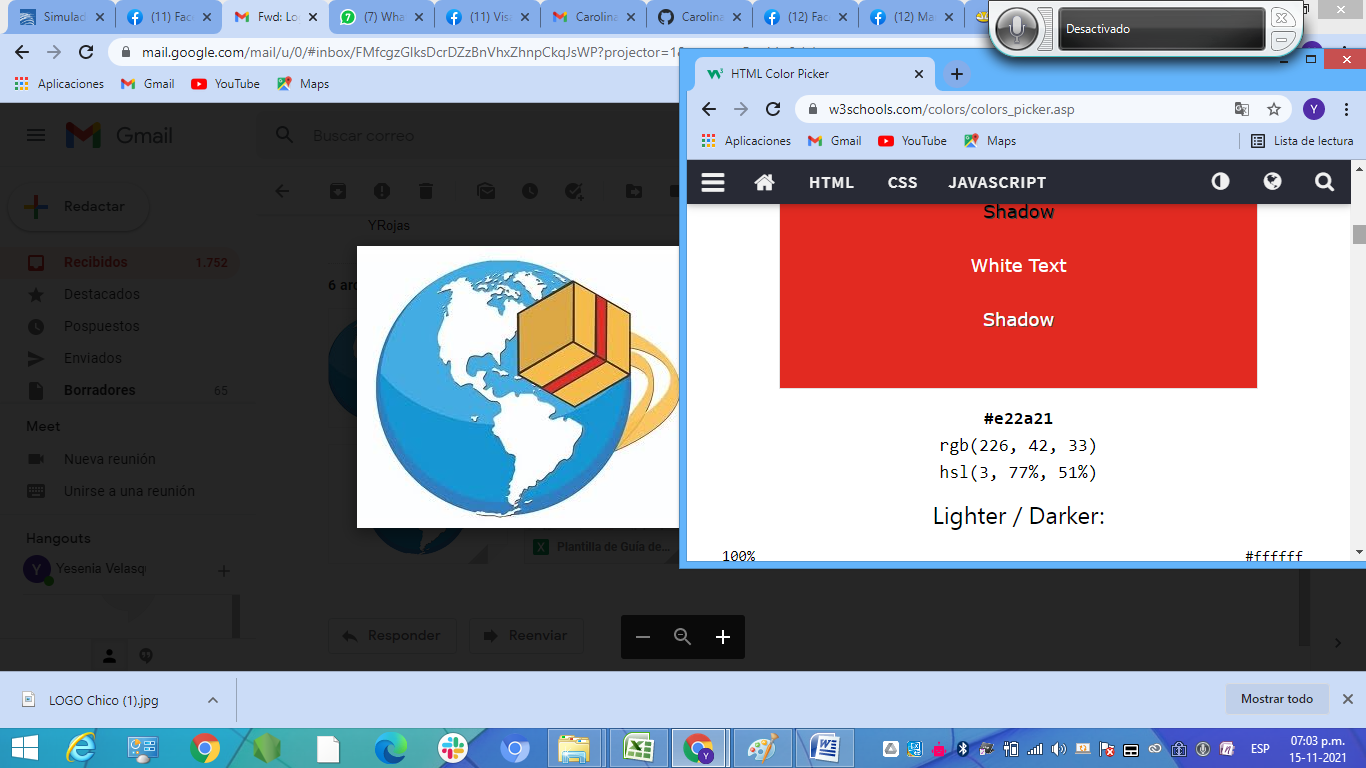 Simulad
(11) Face
Fwd: Lo
(7) Wha
(11) Visa
Carolina
Carolina
(12) Fac
(12) Ma
Desactivado
mail.google.com/mail/u/0/#inbox/FMfcgzGlksDcrDZzBnVhxZhnpCkqJsWP?projector=1&
Aplicaciones
Gmail
YouTube
Maps
HTML Color Picker
w3schools.com/colors/colors_picker.asp
Y
Aplicaciones
Gmail
YouTube
Maps
Lista de lectura
HTML
CSS
JAVASCRIPT
Shadow
White Text
Shadow
#e22a21
rgb(226, 42, 33)
hsl(3, 77%, 51%)
Lighter / Darker:
100%
#ffffff
Gmail
Buscar correo
Redactar
YRojas
Recibidos
1.752
Destacados
6 arc
Pospuestos
Enviados
Borradores
65
Meet
Nueva reunión
Unirse a una reunión
Hangouts
Plantilla de Guía de...
Y
Yesenia Velasq
Responder
Reenviar
LOGO Chico (1).jpg
Mostrar todo
ESP
07:03 p.m.
15-11-2021